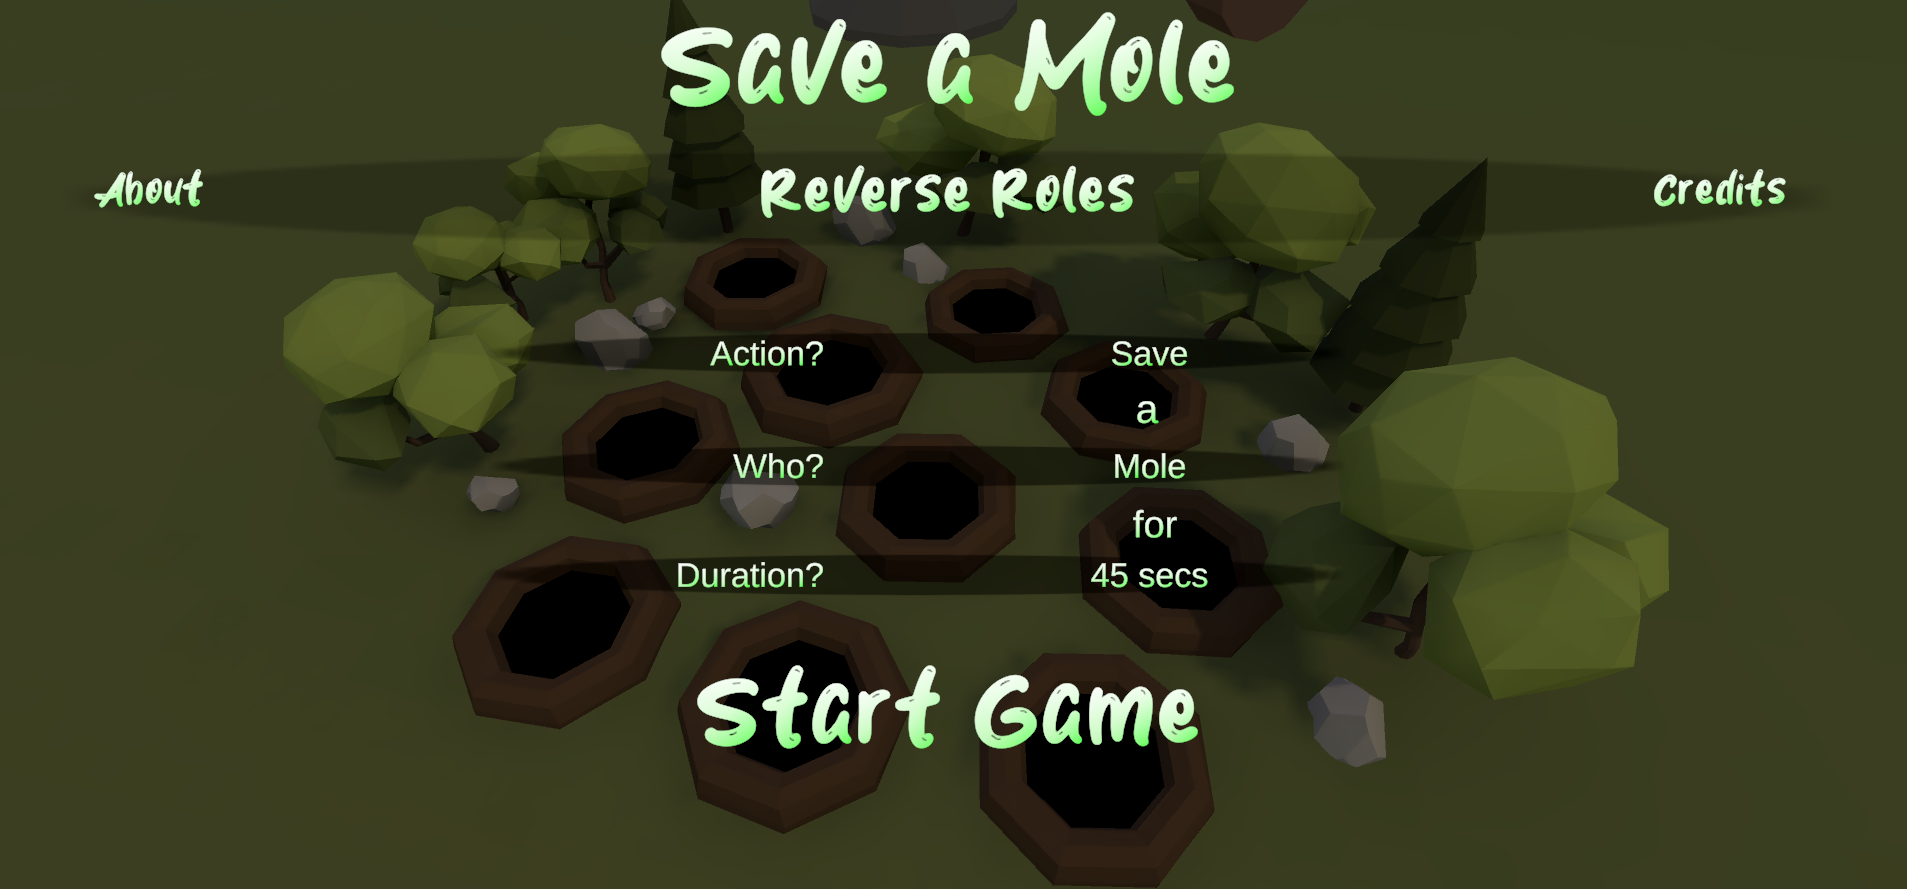 Save a Mole
About
Reverse Roles
Credits
Action?
Save
a
Who?
Mole
for
Duration?
45 secs
Start Game